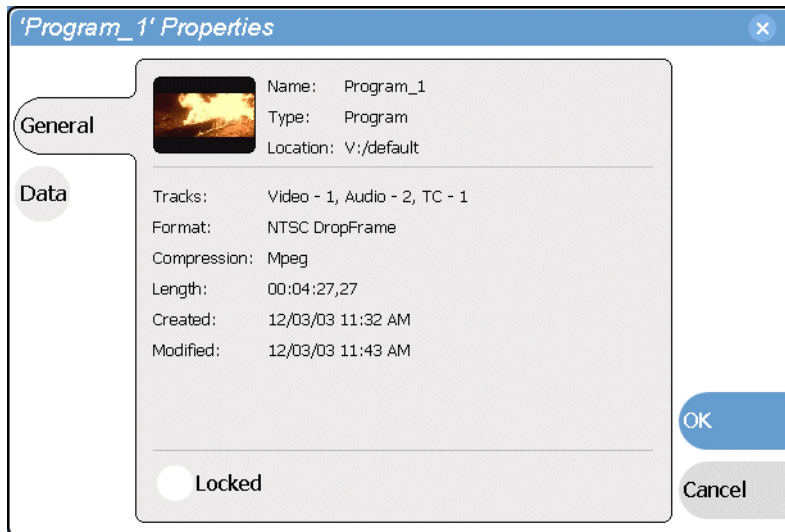 'Program_1' Properties
General
Data
Name: Program_1
Type: Program
Location: V:/default
Tracks: Video - 1, Audio - 2, TC - 1
Format: NTSC DropFrame
Compression: Mpeg
Length: 00:04:27,27
Created: 12/03/03 11:32 AM
Modified: 12/03/03 11:43 AM
Locked
OK
Cancel